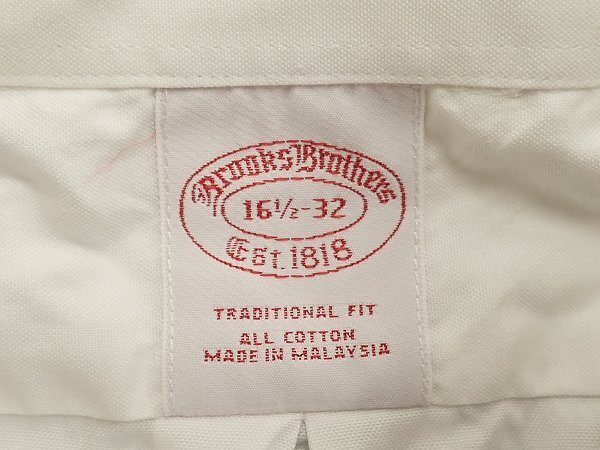 Brooks Brothers
16½-32
Est. 1818
TRADITIONAL FIT
ALL COTTON
MADE IN MALAYSIA